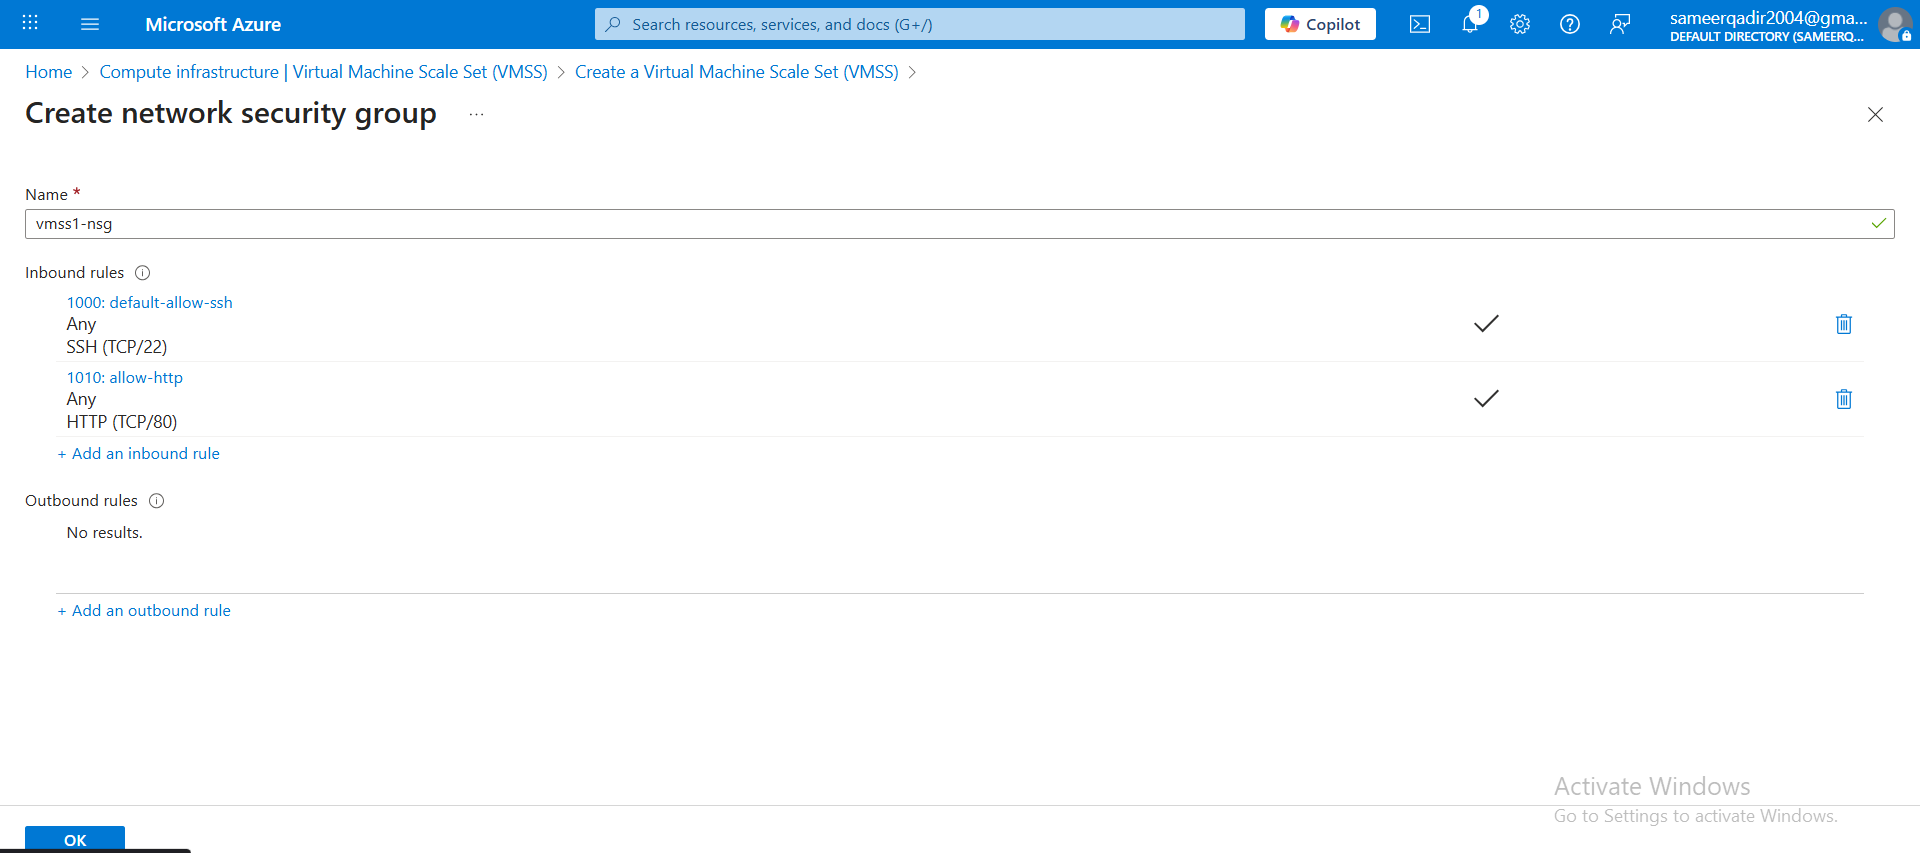 Microsoft Azure
Search resources, services, and docs (G+/)
Copilot
1
sameerqadir2004@gma...
DEFAULT DIRECTORY (SAMEERQ...
Home > Compute infrastructure | Virtual Machine Scale Set (VMSS) > Create a Virtual Machine Scale Set (VMSS) >
Create network security group ...
Name *
vmss1-nsg
Inbound rules
1000: default-allow-ssh
Any
SSH (TCP/22)
1010: allow-http
Any
HTTP (TCP/80)
+ Add an inbound rule
Outbound rules
No results.
+ Add an outbound rule
Activate Windows
Go to Settings to activate Windows.
OK